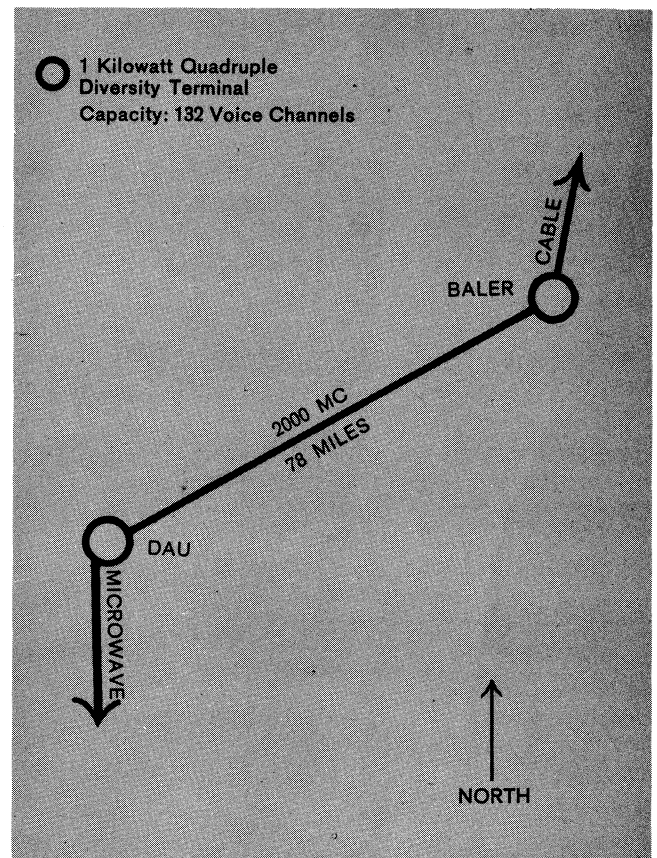 1 Kilowatt Quadruple
Diversity Terminal
Capacity: 132 Voice Channels
CABLE
BALER
2000 MC
78 MILES
DAU
MICROWAVE
NORTH